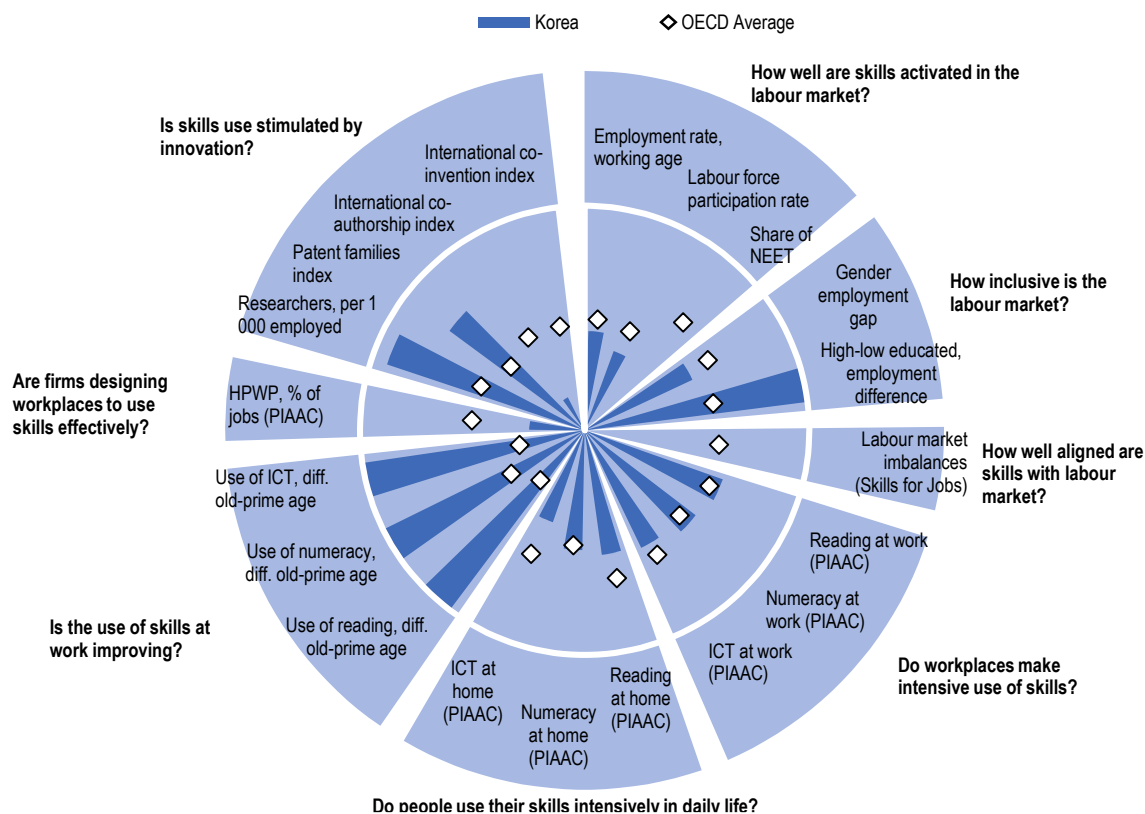 Korea
OECD Average
How well are skills activated in the
labour market?
Employment rate,
working age
Labour force
participation rate
Share of
NEET
How inclusive is the
labour market?
Gender
employment
gap
High-low educated,
employment
difference
How well aligned are
skills with labour
market?
Labour market
imbalances
(Skills for Jobs)
Do workplaces make
intensive use of skills?
Reading at work
(PIAAC)
Numeracy at
work (PIAAC)
ICT at work
(PIAAC)
Do people use their skills intensively in daily life?
Reading
at home
(PIAAC)
Numeracy
at home
(PIAAC)
ICT at
home
(PIAAC)
Is the use of skills at
work improving?
Use of reading, diff.
old-prime age
Use of numeracy,
diff. old-prime age
Use of ICT, diff.
old-prime age
Are firms designing
workplaces to use
skills effectively?
HPWP, % of
jobs (PIAAC)
Is skills use stimulated by
innovation?
Researchers, per 1
000 employed
Patent families
index
International co-
authorship index
International co-
invention index